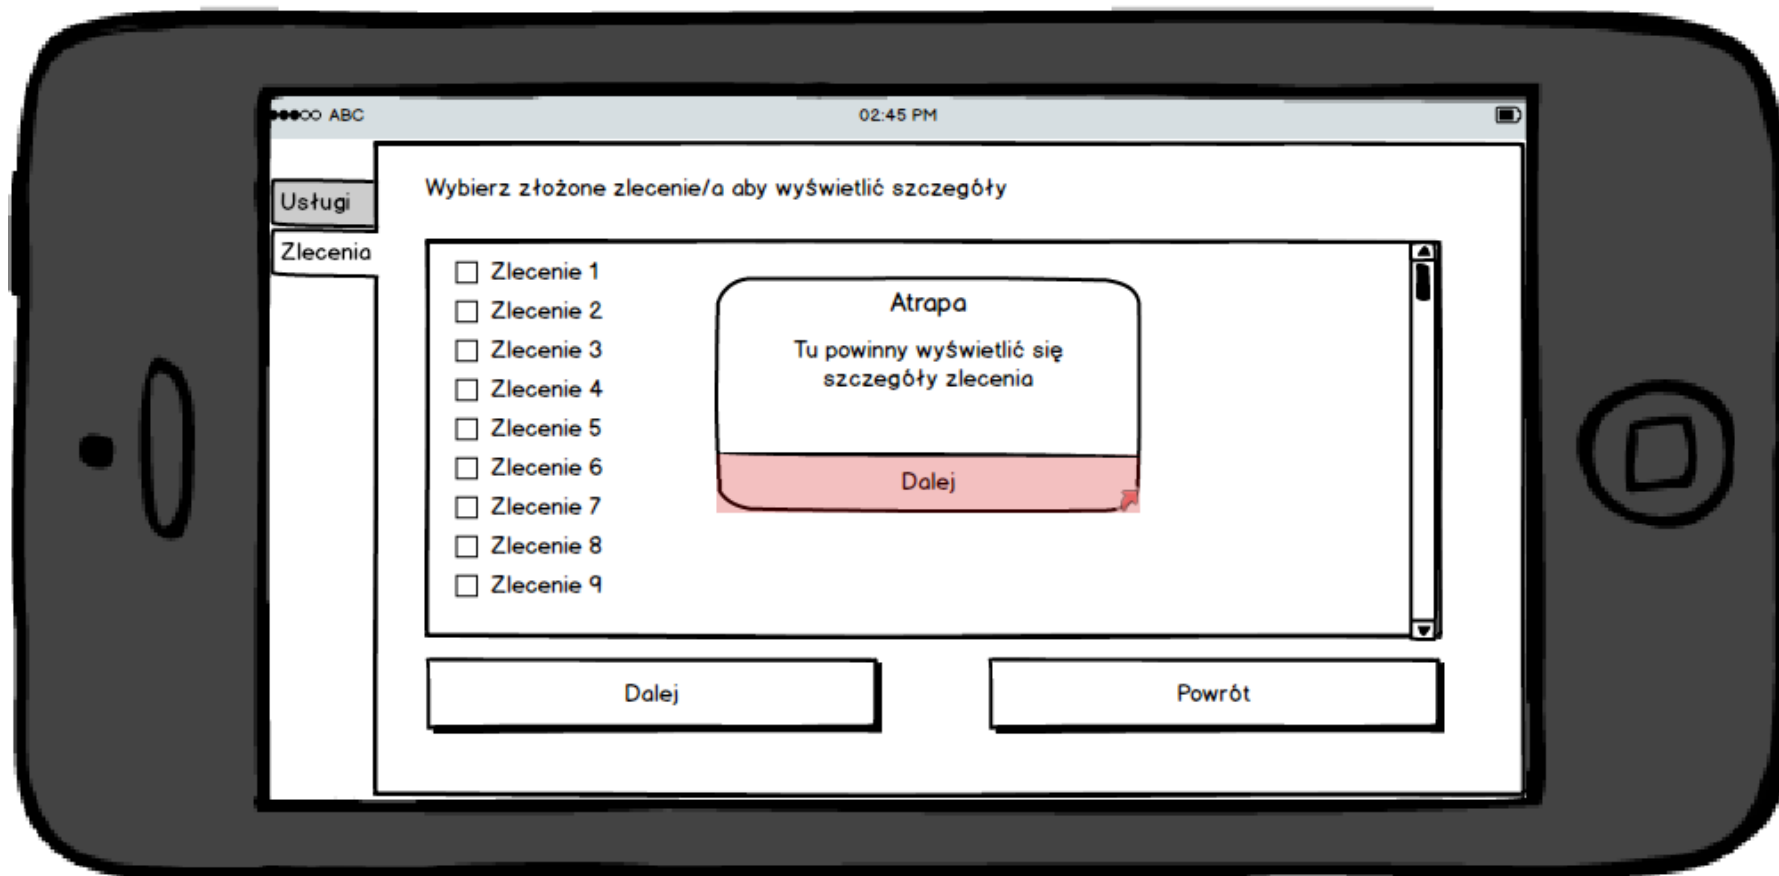 ABC
02:45 PM
Usługi
Zlecenia
Wybierz złożone zlecenie/a aby wyświetlić szczegóły
Zlecenie 1
Zlecenie 2
Zlecenie 3
Zlecenie 4
Zlecenie 5
Zlecenie 6
Zlecenie 7
Zlecenie 8
Zlecenie 9
Atrapa
Tu powinny wyświetlić się
szczegóły zlecenia
Dalej
Dalej
Powrót